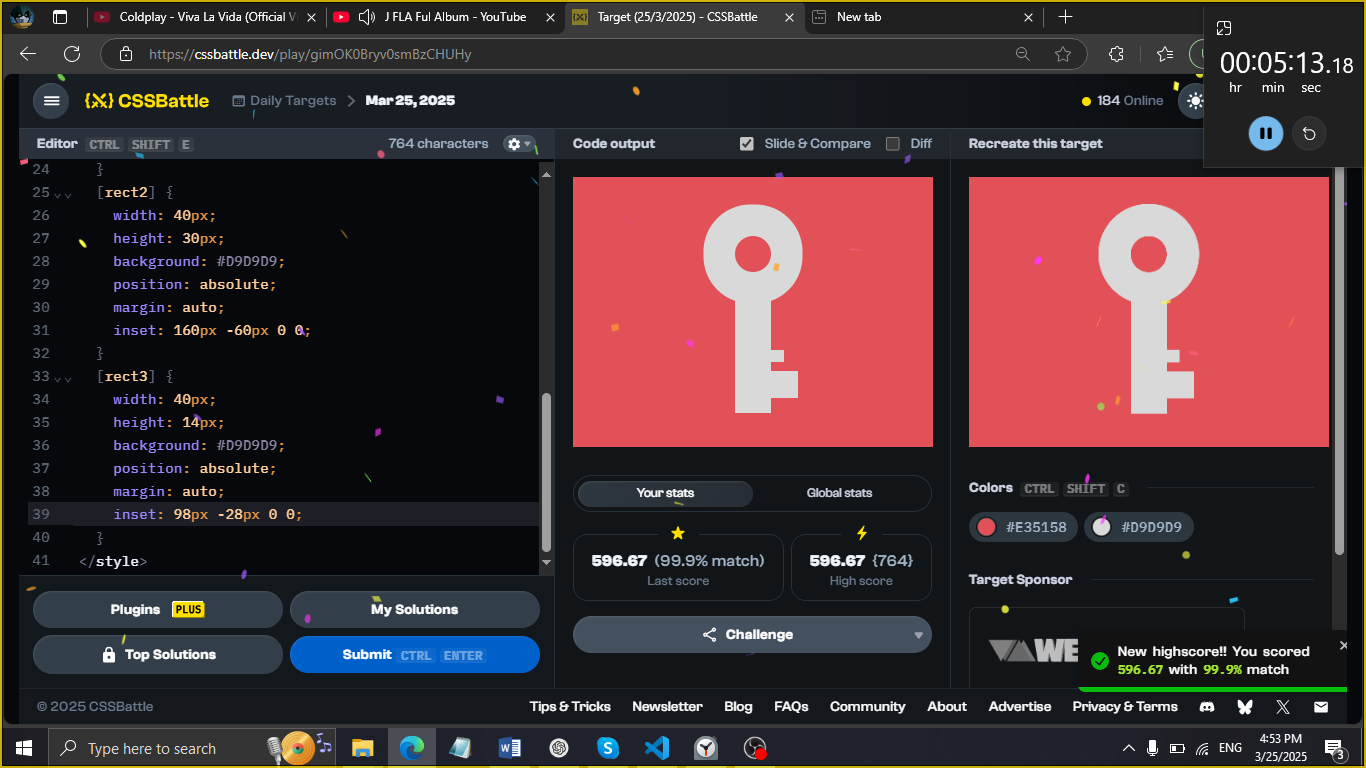 Coldplay - Viva La Vida (Official V
J FLA Ful Album - YouTube
Target (25/3/2025) - CSSBattle
New tab
https://cssbattle.dev/play/gimOK0Bryv0smBzCHUHy
00:05:13.18
hr min sec
{X} CSSBattle
Daily Targets
Mar 25, 2025
184 Online
Editor CTRL SHIFT E
764 characters
Code output
Slide & Compare
Diff
Recreate this target
24 }
25 [rect2] {
26 width: 40px;
27 height: 30px;
28 background: #D9D9D9;
29 position: absolute;
30 margin: auto;
31 inset: 160px -60px 0 0;
32 }
33 [rect3] {
34 width: 40px;
35 height: 14px;
36 background: #D9D9D9;
37 position: absolute;
38 margin: auto;
39 inset: 98px -28px 0 0;
40 }
41 </style>
Your stats
Global stats
596.67 (99.9% match)
Last score
596.67 {764}
High score
Challenge
Colors CTRL SHIFT C
#E35158
#D9D9D9
Target Sponsor
WE
Plugins PLUS
My Solutions
Top Solutions
Submit CTRL ENTER
New highscore!! You scored
596.67 with 99.9% match
© 2025 CSSBattle
Tips & Tricks
Newsletter
Blog
FAQs
Community
About
Advertise
Privacy & Terms
Type here to search
ENG
4:53 PM
3/25/2025
3